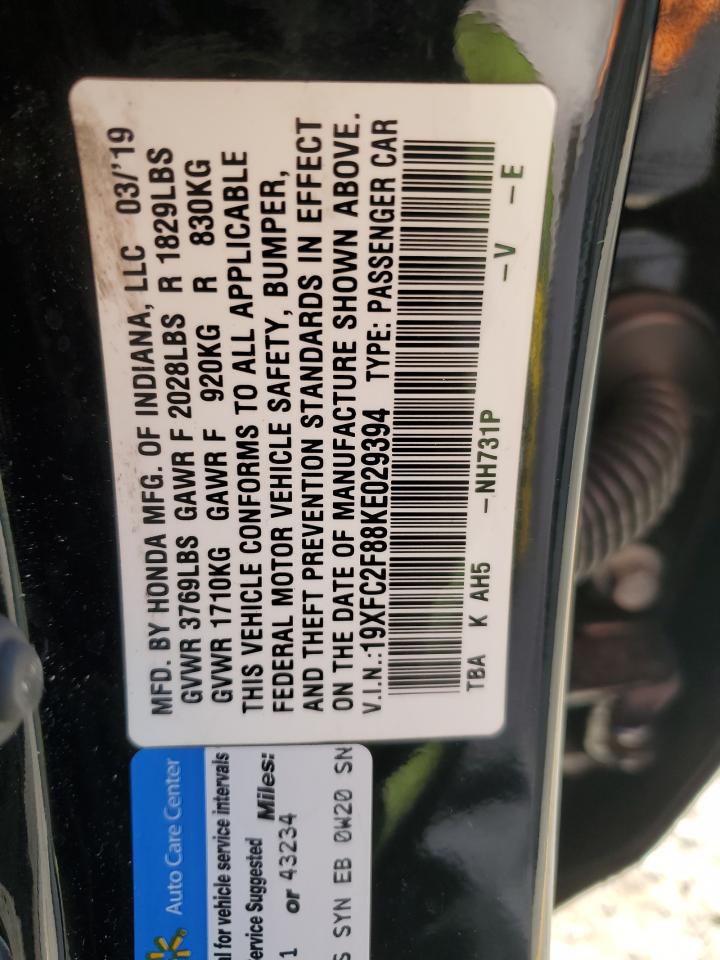 MFD. BY HONDA MFG. OF INDIANA, LLC 03/'19
GVWR 3769LBS GAWR F 2028LBS R 1829LBS
GVWR 1710KG GAWR F 920KG R 830KG
THIS VEHICLE CONFORMS TO ALL APPLICABLE
FEDERAL MOTOR VEHICLE SAFETY, BUMPER,
AND THEFT PREVENTION STANDARDS IN EFFECT
ON THE DATE OF MANUFACTURE SHOWN ABOVE.
V.I.N.:19XFC2F88KE029394 TYPE: PASSENGER CAR
TBA K AH5 -NH731P -V -E
Auto Care Center
for vehicle service intervals
Suggested Miles:
1 or 43234
SYN EB 0W20 SN